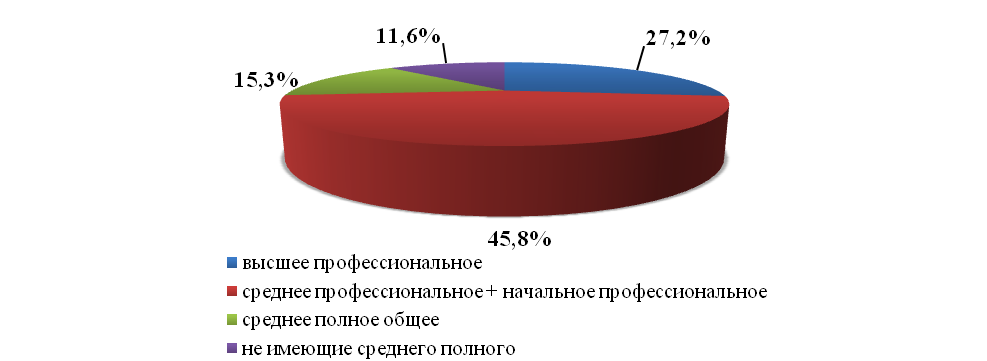 11,6%
27,2%
15,3%
45,8%
высшее профессиональное
среднее профессиональное + начальное профессиональное
среднее полное общее
не имеющие среднего полного